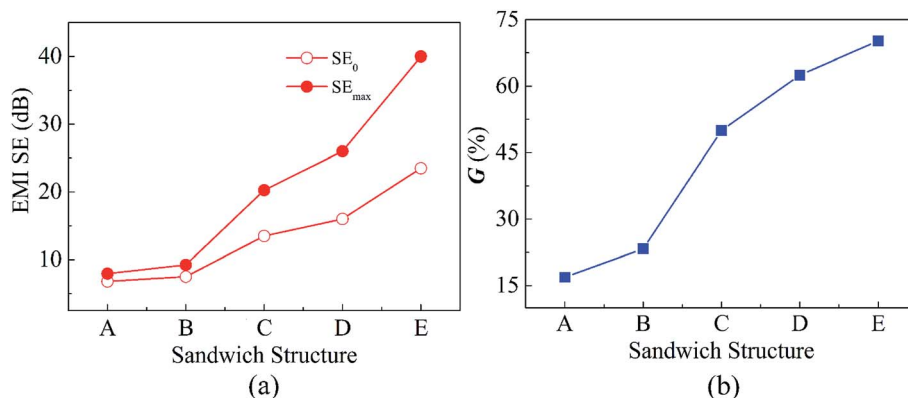 EMI SE (dB)
40
30
20
10
SE0
SEmax
A B C D E
Sandwich Structure
(a)
G (%)
75
60
45
30
15
A B C D E
Sandwich Structure
(b)